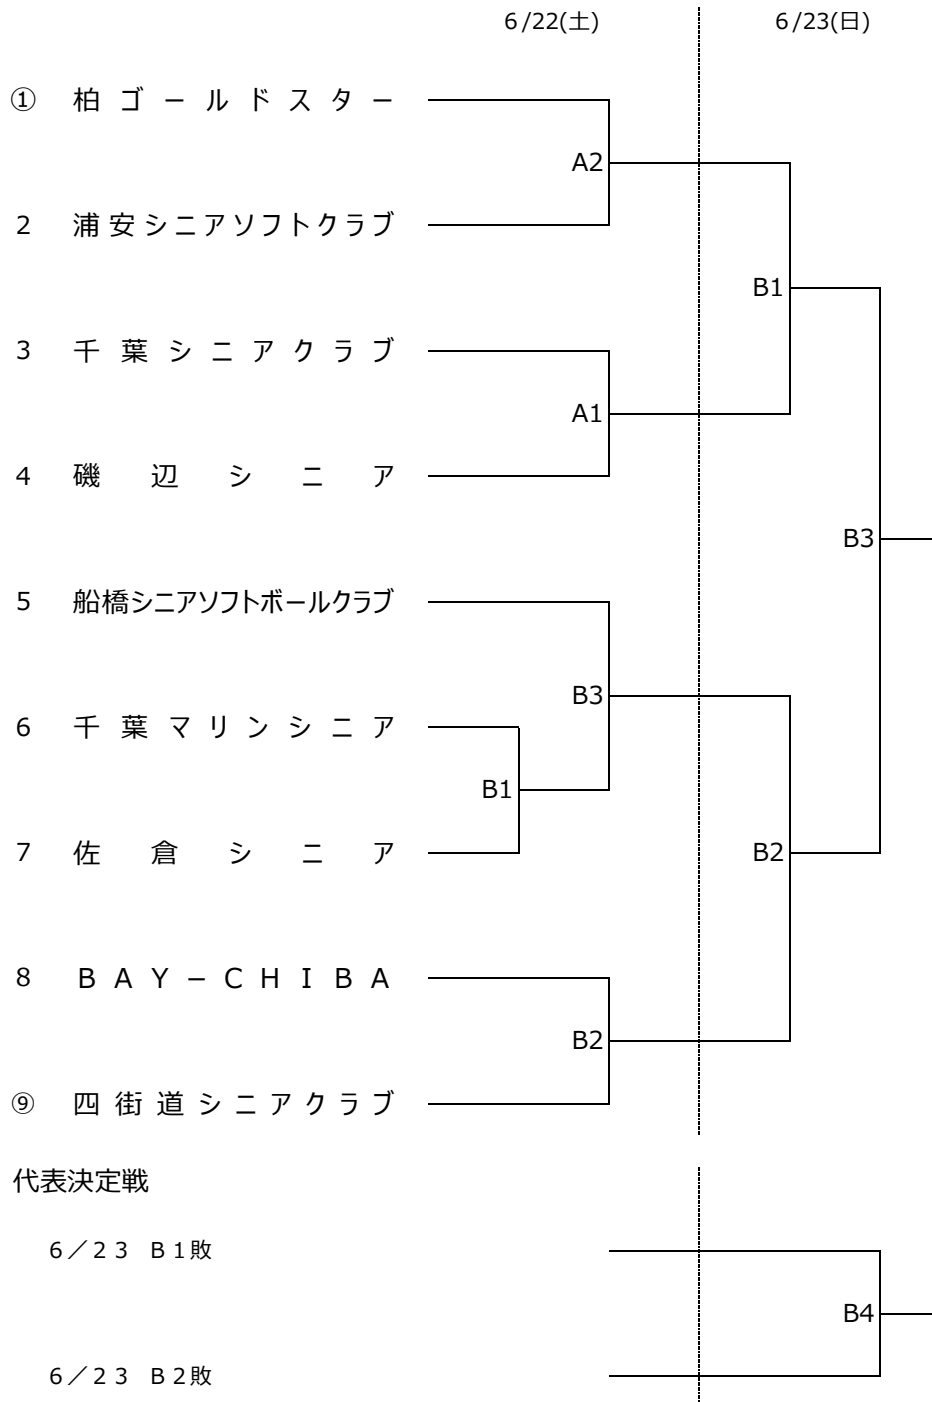 6/22(土) 6/23(日)
① 柏ゴールドスター
A2
2 浦安シニアソフトクラブ
B1
3 千葉シニアクラブ
A1
4 磯辺シニア
B3
5 船橋シニアソフトボールクラブ
B3
6 千葉マリンシニア
B1
7 佐倉シニア
B2
8 BAY−CHIBA
B2
⑨ 四街道シニアクラブ
代表決定戦
6／23 B1敗
B4
6／23 B2敗